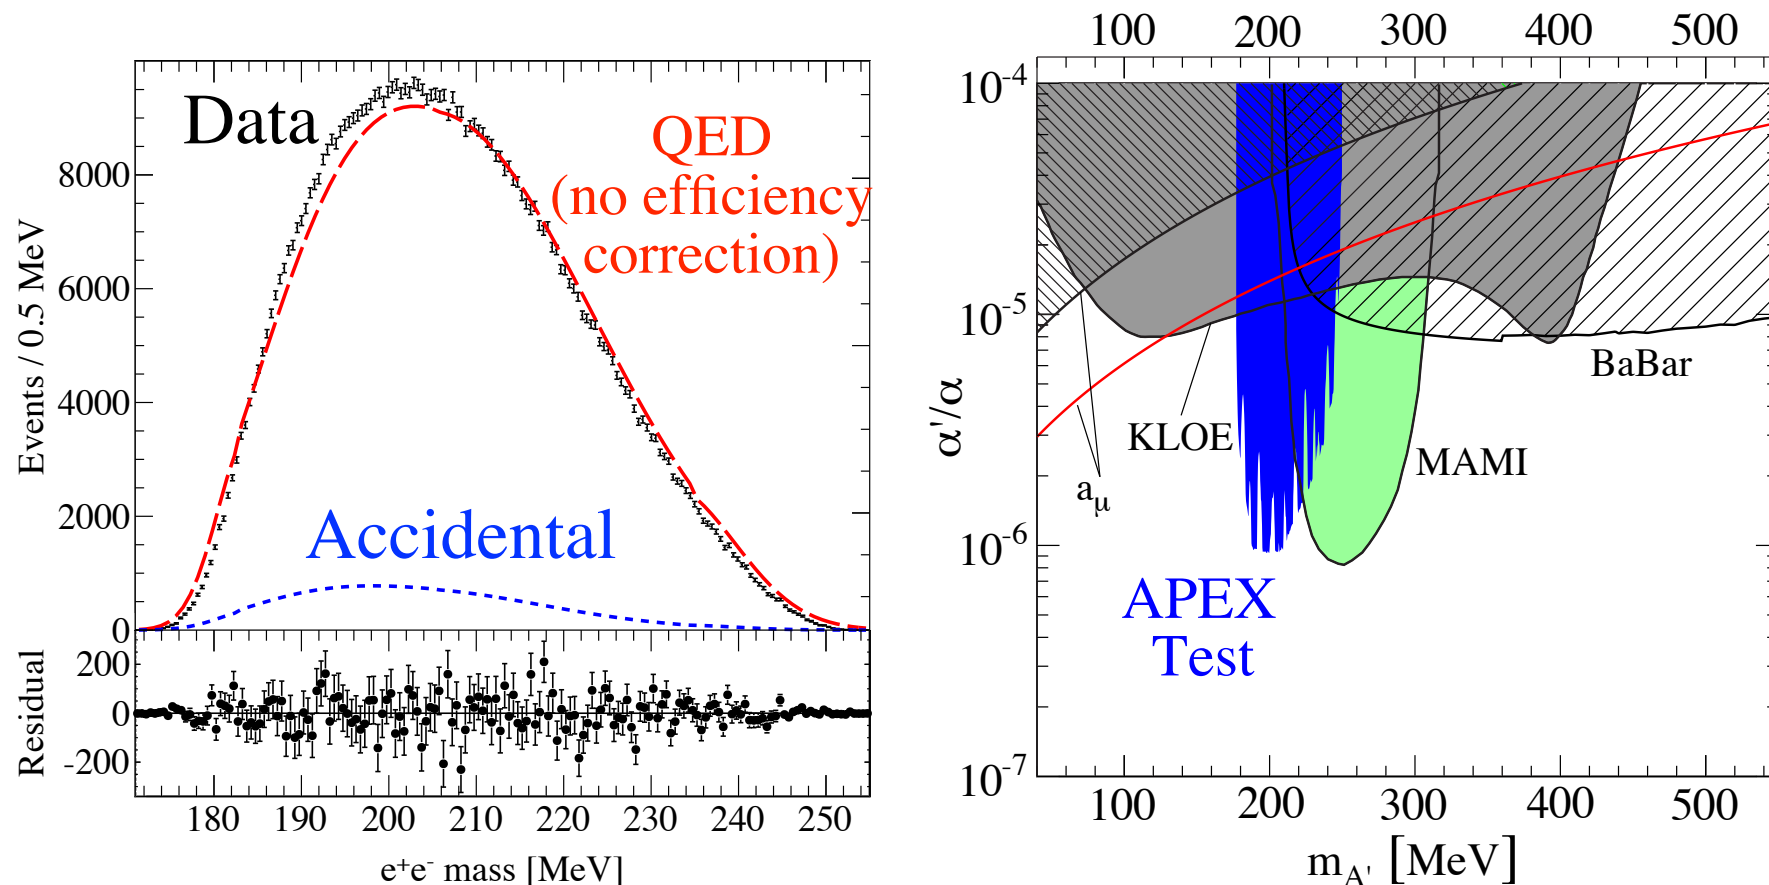 Data
QED
(no efficiency
correction)
Accidental
Events / 0.5 MeV
8000
6000
4000
2000
0
Residual
200
0
-200
180 190 200 210 220 230 240 250
e⁺e⁻ mass [MeV]
100 200 300 400 500
α'/α
10⁻⁴
10⁻⁵
10⁻⁶
10⁻⁷
BaBar
KLOE
MAMI
aμ
APEX
Test
100 200 300 400 500
m_A' [MeV]